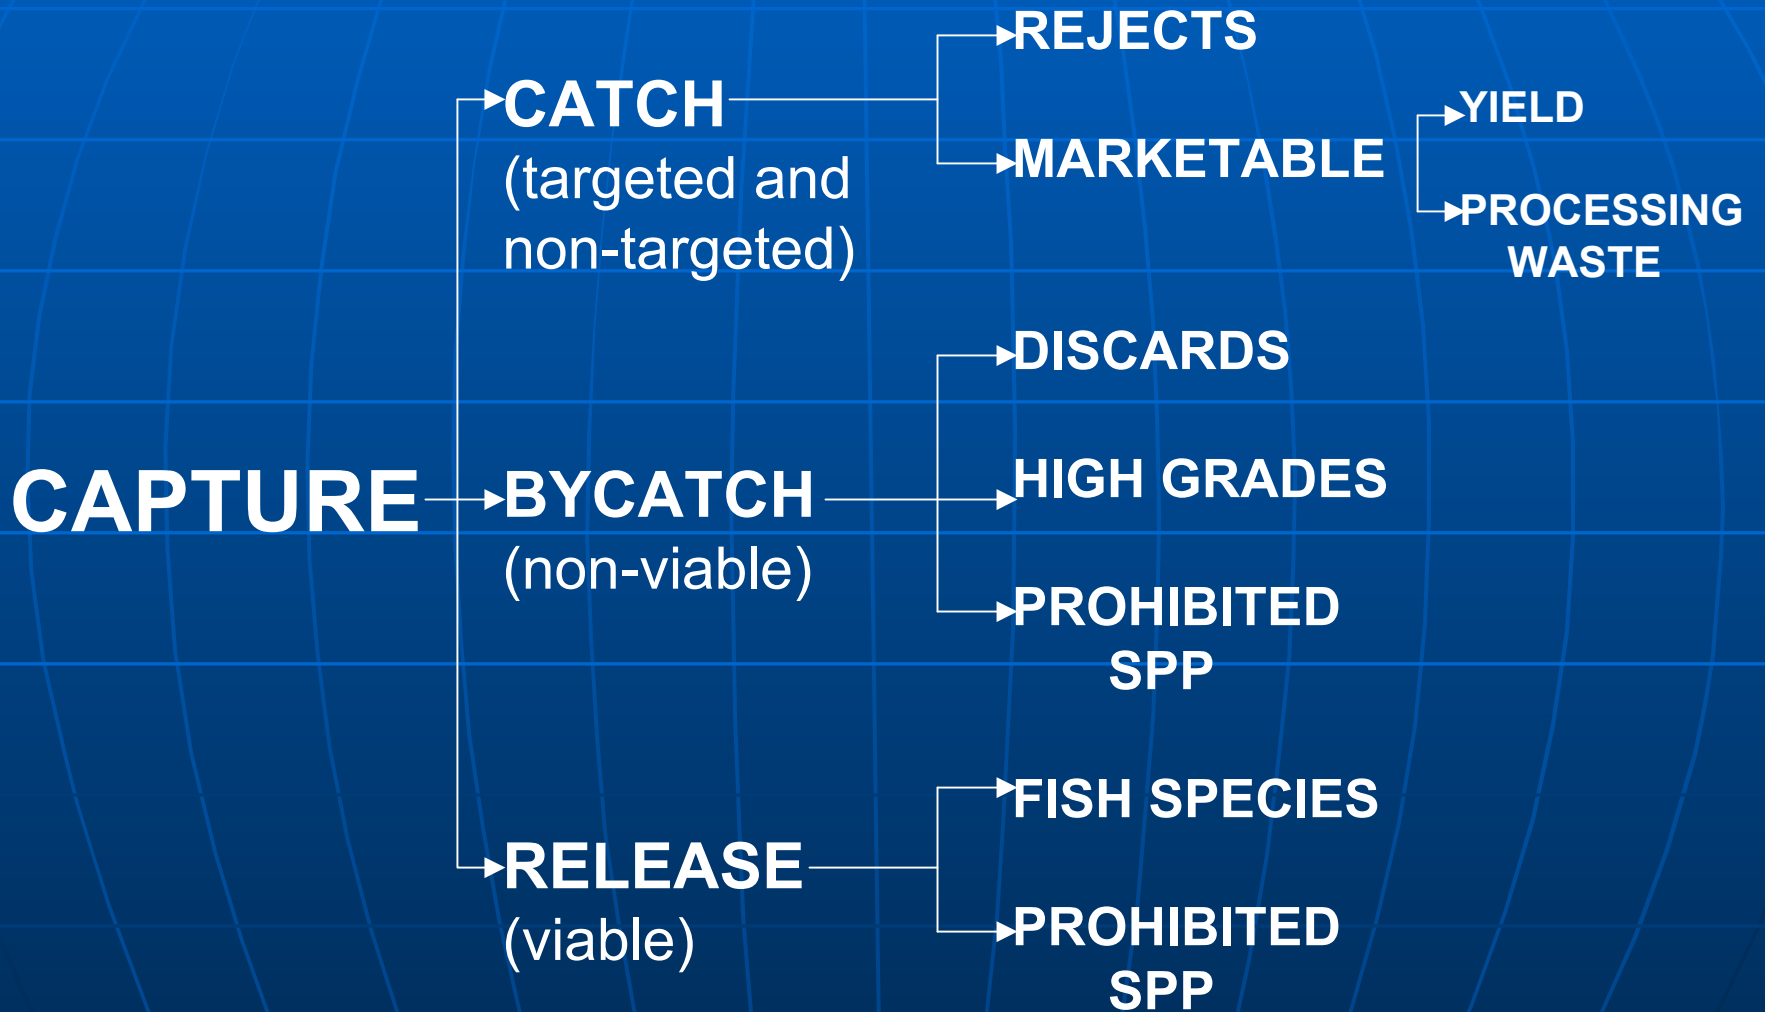 CAPTURE
CATCH
(targeted and
non-targeted)
REJECTS
MARKETABLE
YIELD
PROCESSING
WASTE
BYCATCH
(non-viable)
DISCARDS
HIGH GRADES
PROHIBITED
SPP
RELEASE
(viable)
FISH SPECIES
PROHIBITED
SPP